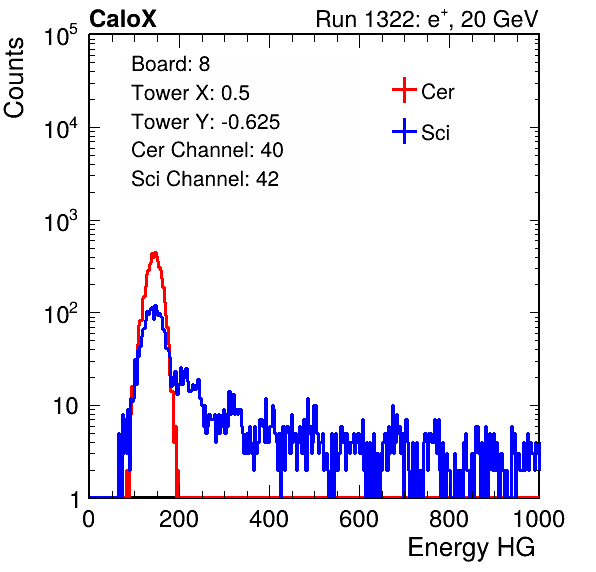 CaloX Run 1322: e⁺, 20 GeV
Counts
Board: 8
Tower X: 0.5
Tower Y: -0.625
Cer Channel: 40
Sci Channel: 42
Cer
Sci
10⁵
10⁴
10³
10²
10
1
0 200 400 600 800 1000
Energy HG